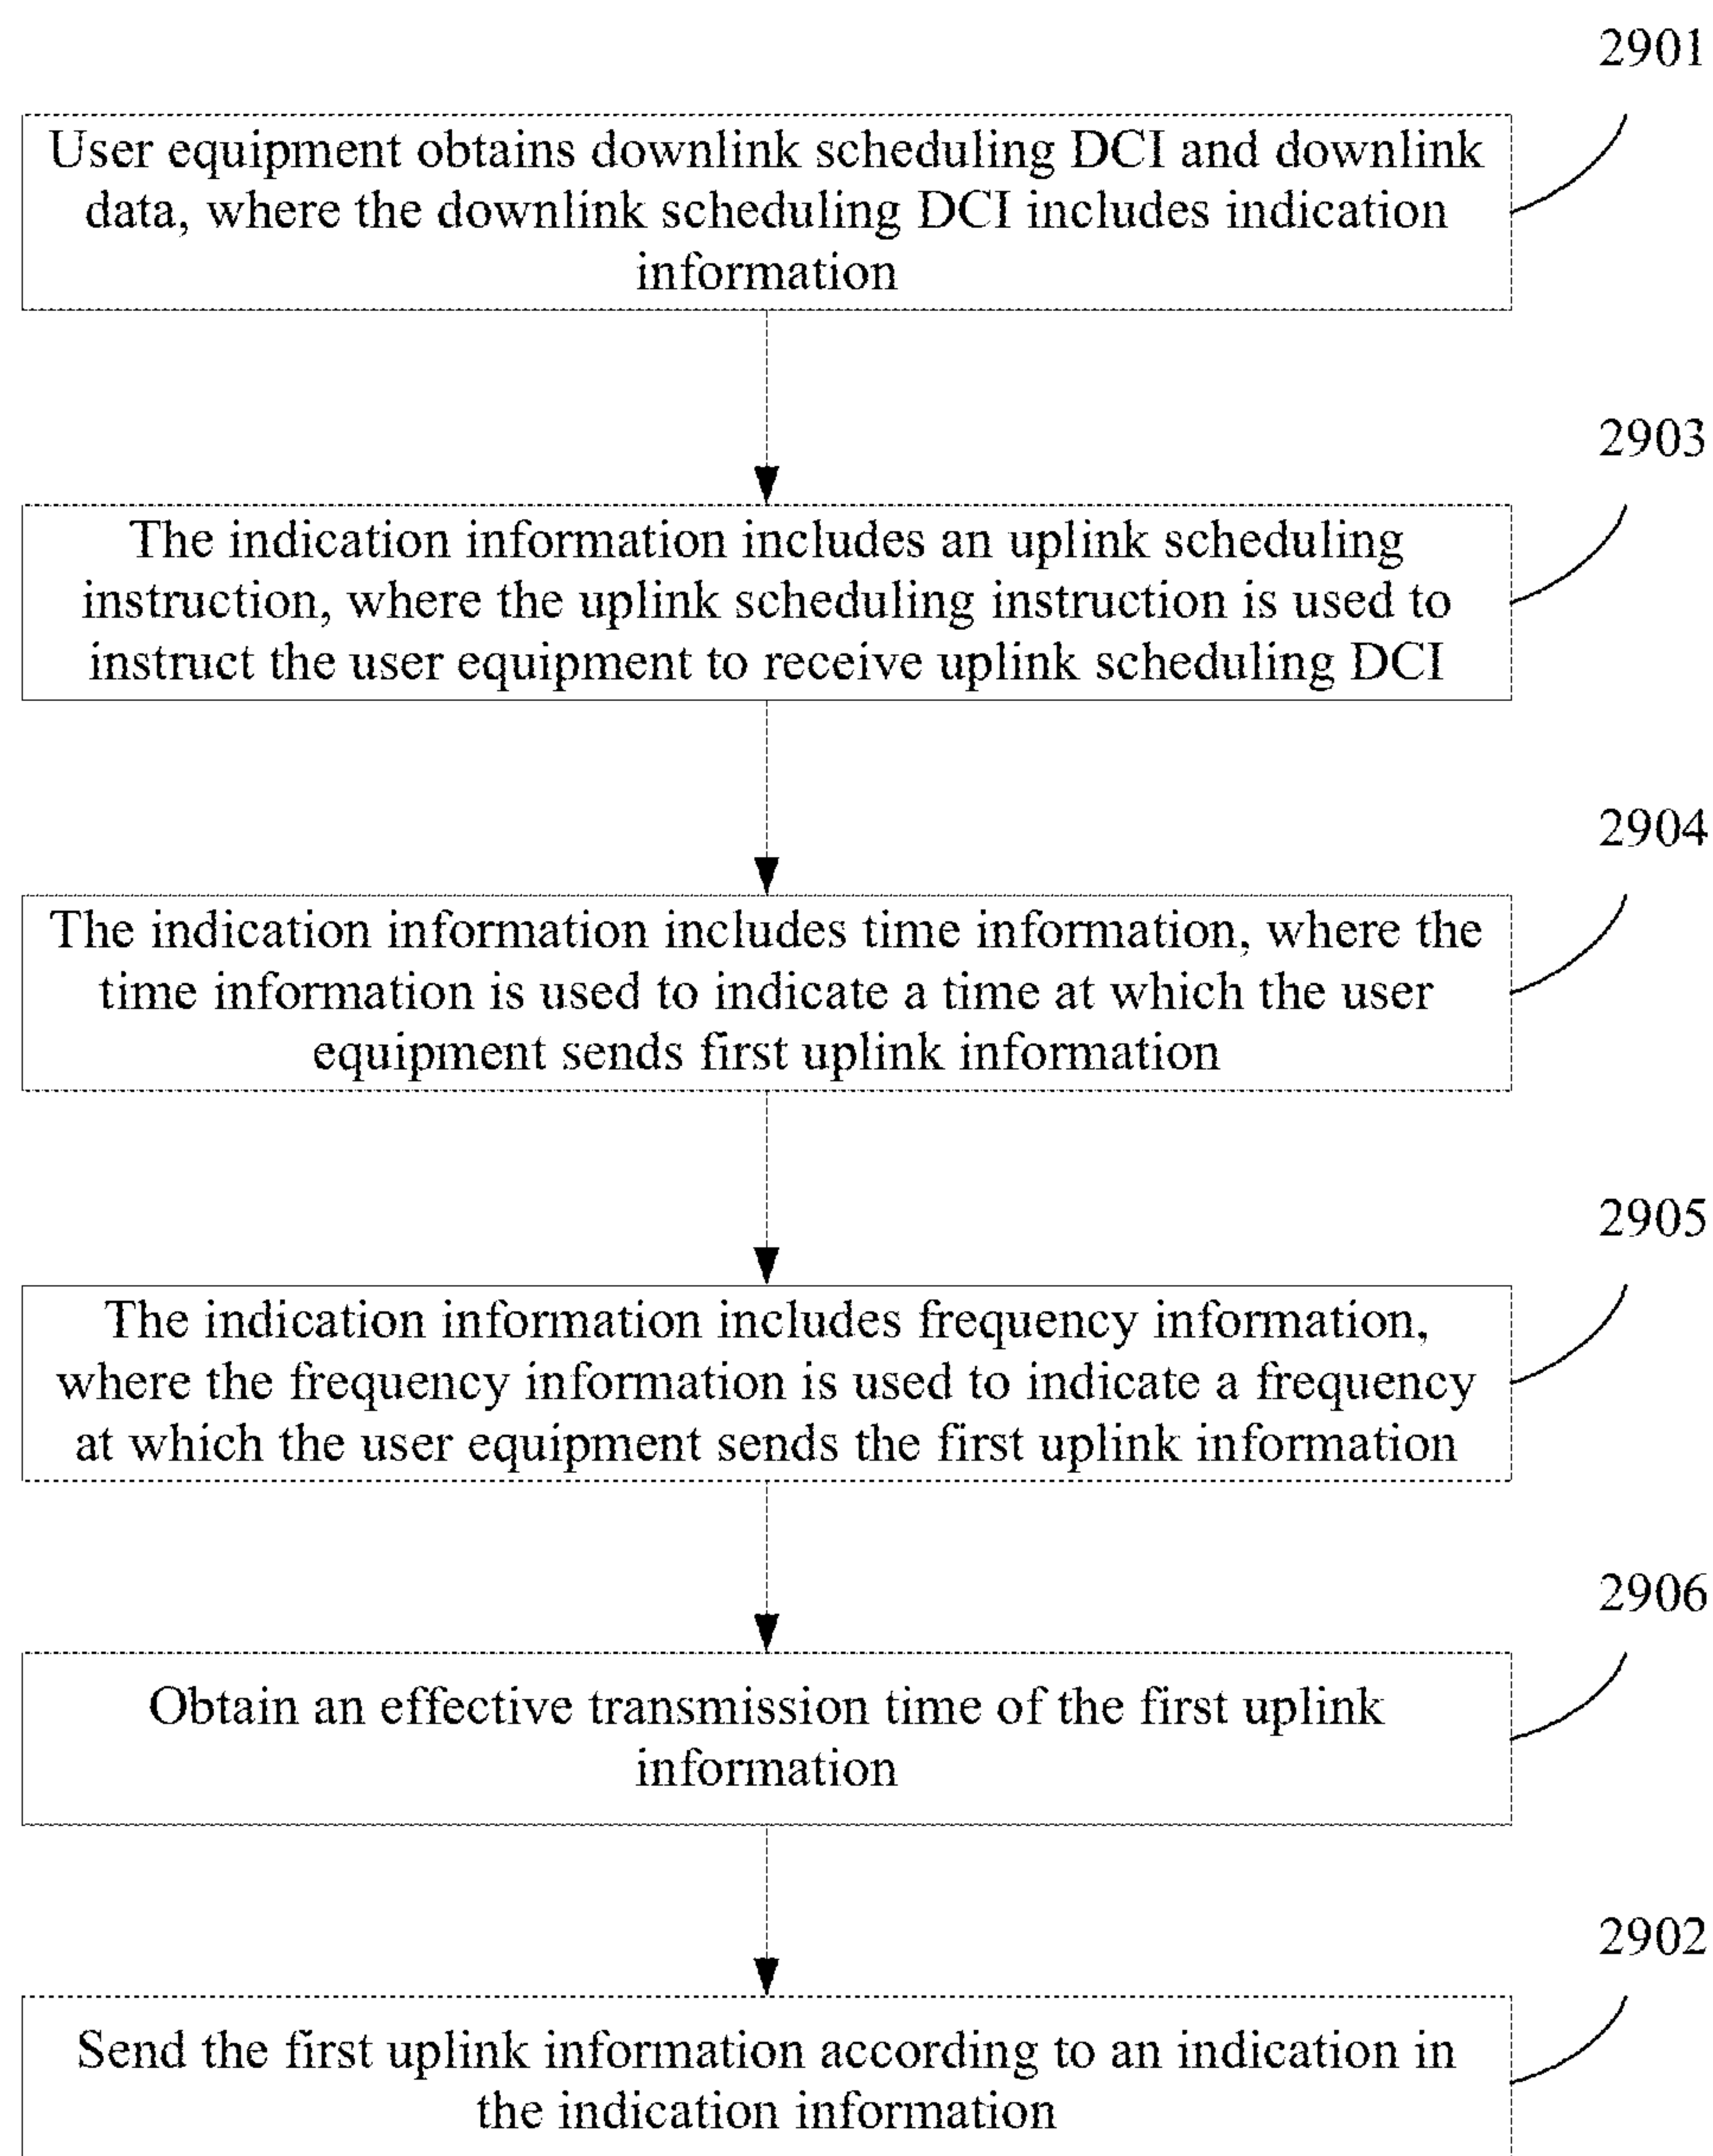 2901
User equipment obtains downlink scheduling DCI and downlink
data, where the downlink scheduling DCI includes indication
information
2903
The indication information includes an uplink scheduling
instruction, where the uplink scheduling instruction is used to
instruct the user equipment to receive uplink scheduling DCI
2904
The indication information includes time information, where the
time information is used to indicate a time at which the user
equipment sends first uplink information
2905
The indication information includes frequency information,
where the frequency information is used to indicate a frequency
at which the user equipment sends the first uplink information
2906
Obtain an effective transmission time of the first uplink
information
2902
Send the first uplink information according to an indication in
the indication information